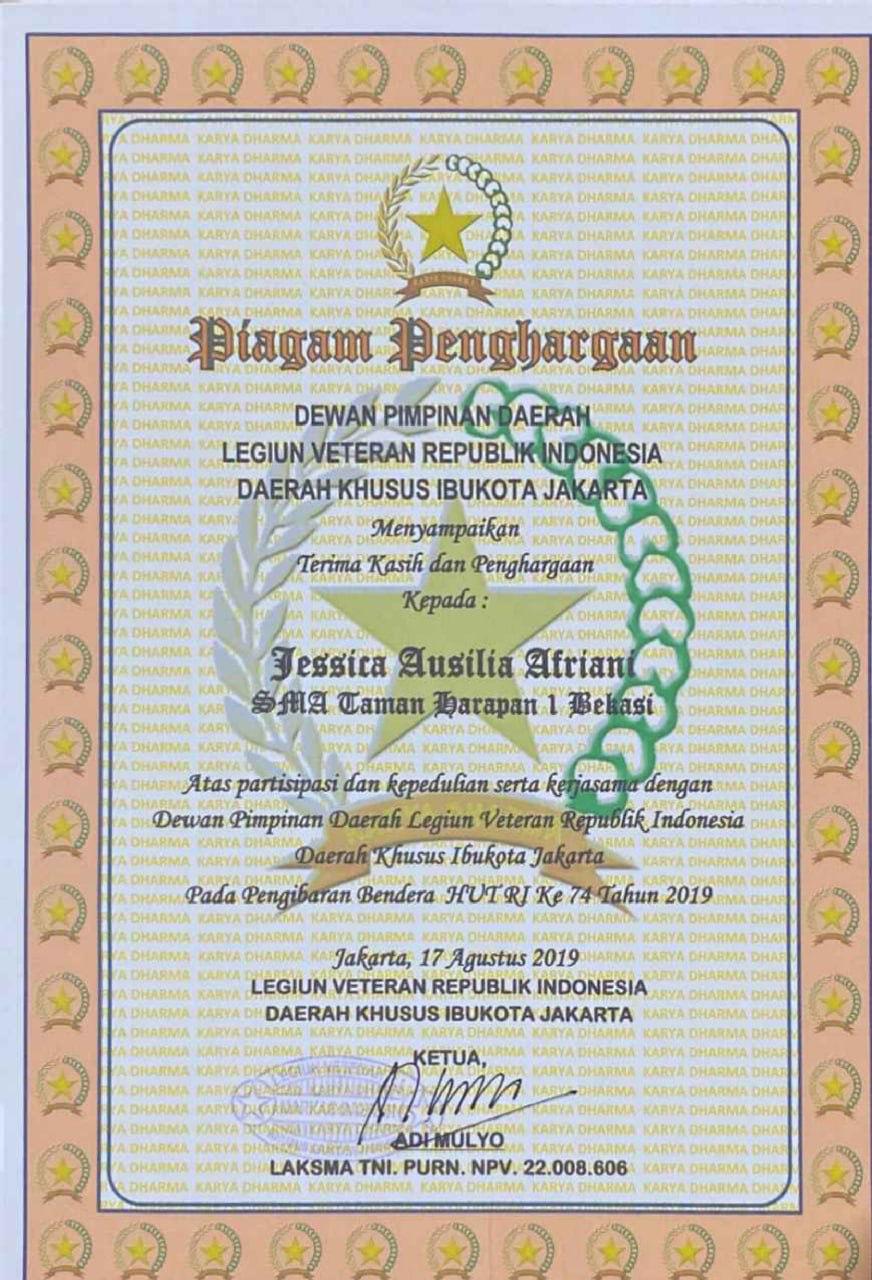 KARYA DHARMA
Piagam Penghargaan
DEWAN PIMPINAN DAERAH
LEGIUN VETERAN REPUBLIK INDONESIA
DAERAH KHUSUS IBUKOTA JAKARTA
Menyampaikan
Terima Kasih dan Penghargaan
Kepada :
Jessica Ausilia Afriani
SMA Taman Harapan 1 Bekasi
Atas partisipasi dan kepedulian serta kerjasama dengan
Dewan Pimpinan Daerah Legiun Veteran Republik Indonesia
Daerah Khusus Ibukota Jakarta
Pada Pengibaran Bendera HUT RI Ke 74 Tahun 2019
Jakarta, 17 Agustus 2019
LEGIUN VETERAN REPUBLIK INDONESIA
DAERAH KHUSUS IBUKOTA JAKARTA
KETUA,
ADI MULYO
LAKSMA TNI. PURN. NPV. 22.008.606